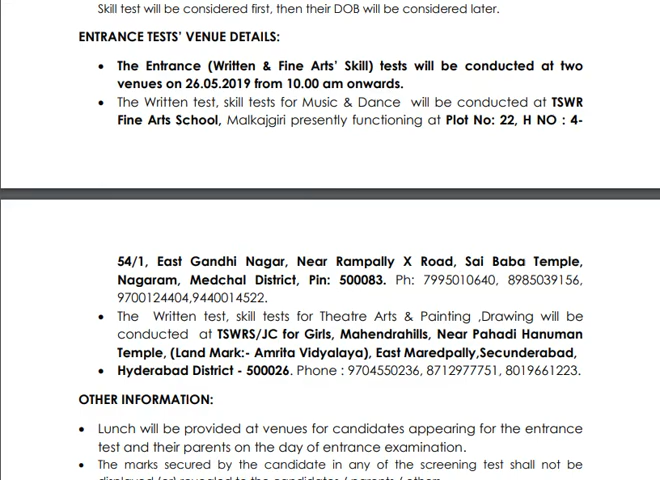 Skill test will be considered first, then their DOB will be considered later.
ENTRANCE TESTS' VENUE DETAILS:
• The Entrance (Written & Fine Arts' Skill) tests will be conducted at two
venues on 26.05.2019 from 10.00 am onwards.
• The Written test, skill tests for Music & Dance will be conducted at TSWR
Fine Arts School, Malkajgiri presently functioning at Plot No: 22, H NO : 4-
54/1, East Gandhi Nagar, Near Rampally X Road, Sai Baba Temple,
Nagaram, Medchal District, Pin: 500083. Ph: 7995010640, 8985039156,
9700124404,9440014522.
• The Written test, skill tests for Theatre Arts & Painting ,Drawing will be
conducted at TSWRS/JC for Girls, Mahendrahills, Near Pahadi Hanuman
Temple, (Land Mark:- Amrita Vidyalaya), East Maredpally,Secunderabad,
• Hyderabad District - 500026. Phone : 9704550236, 8712977751, 8019661223.
OTHER INFORMATION:
• Lunch will be provided at venues for candidates appearing for the entrance
test and their parents on the day of entrance examination.
• The marks secured by the candidate in any of the screening test shall not be